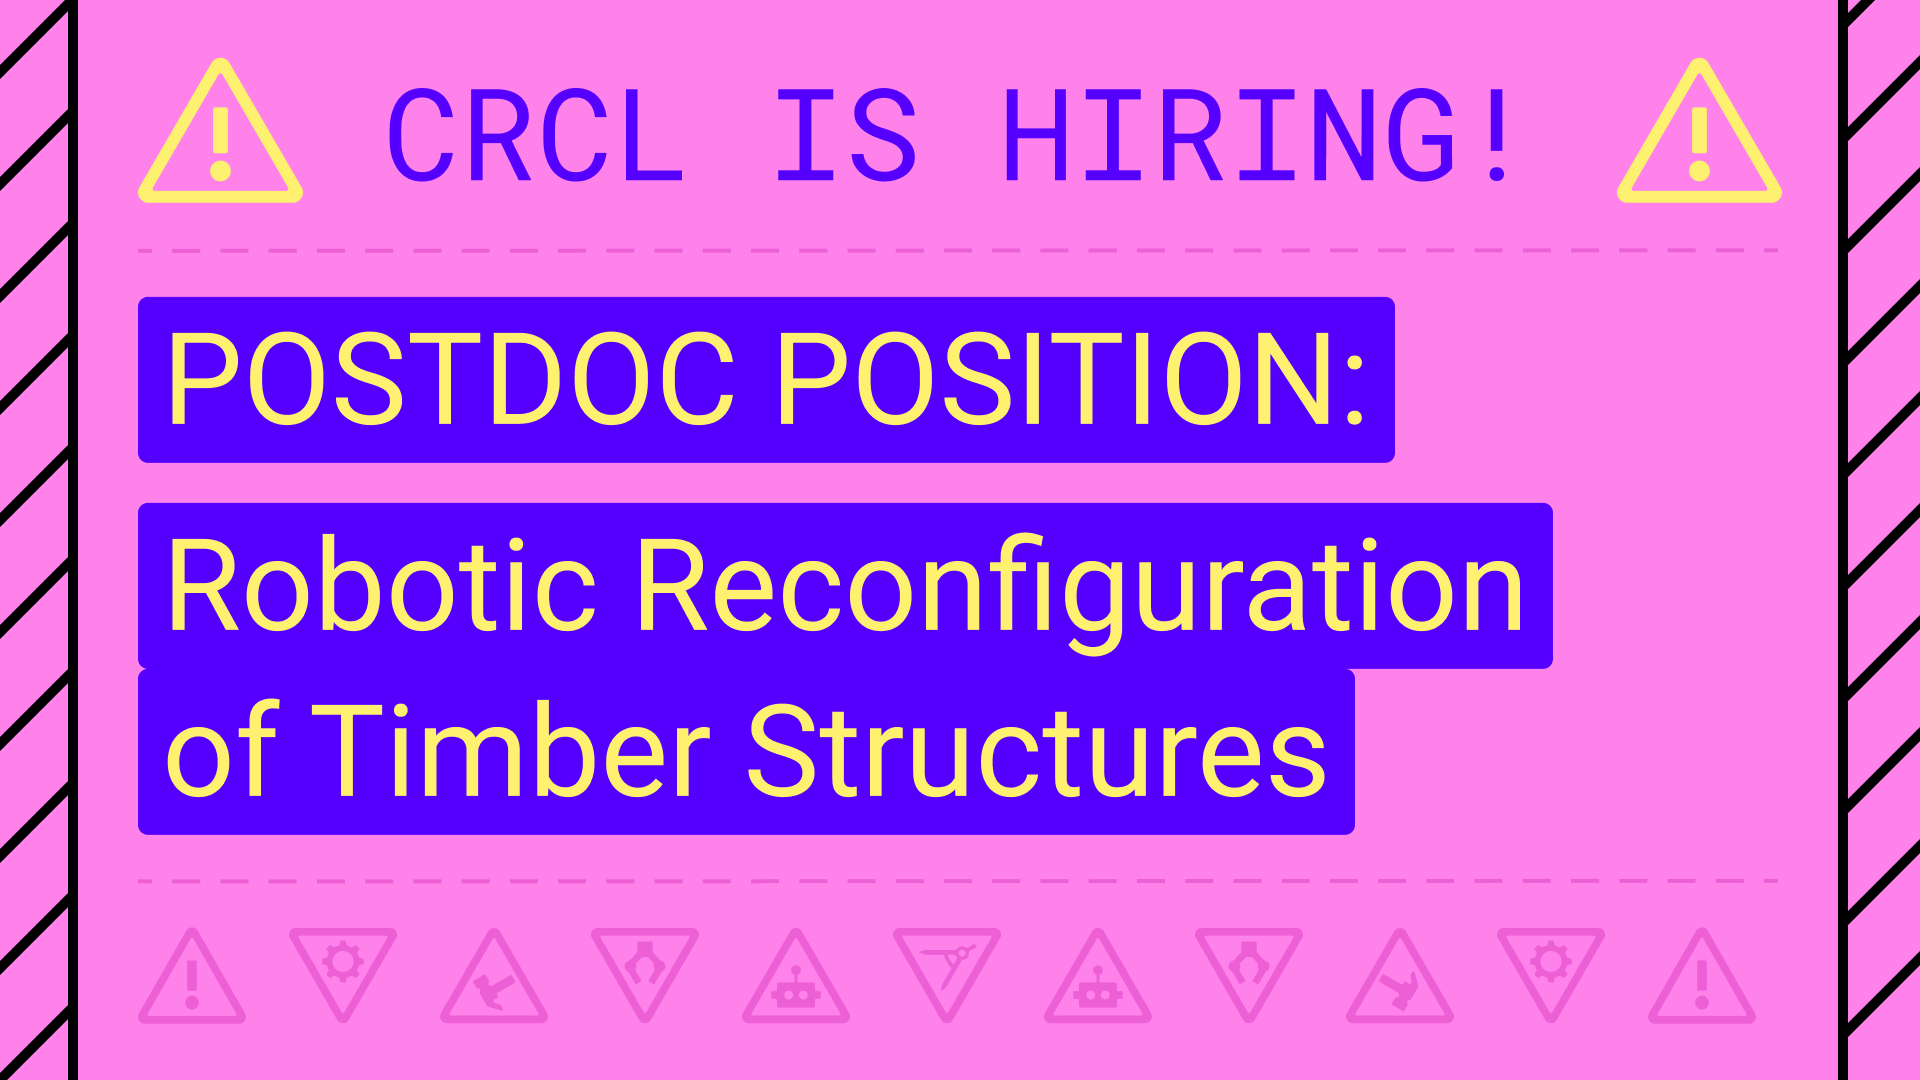 CRCL IS HIRING!
POSTDOC POSITION:
Robotic Reconfiguration
of Timber Structures